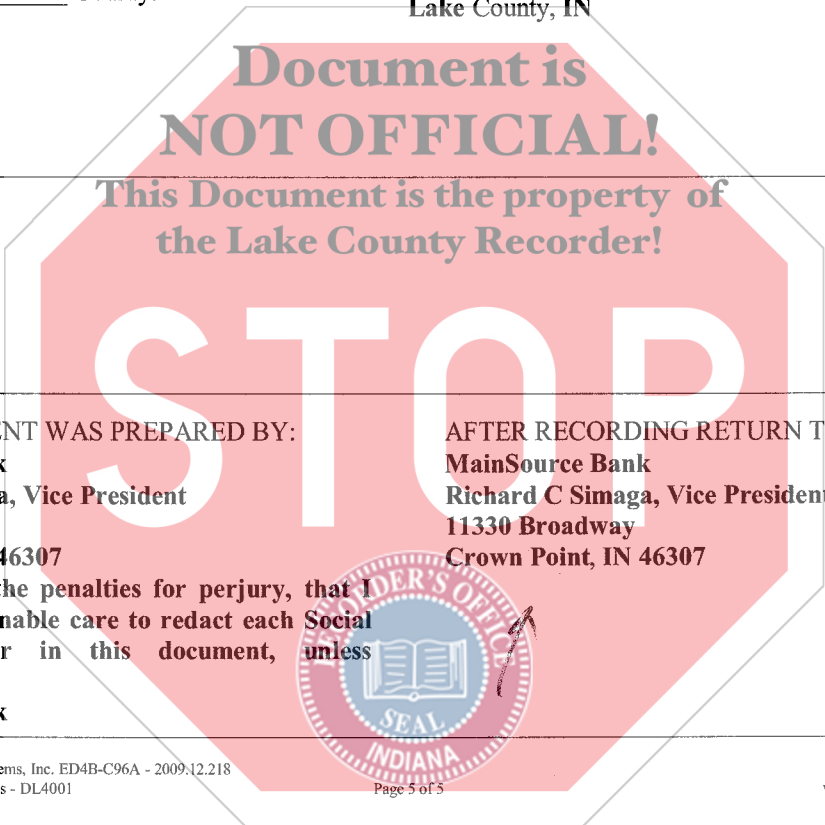 Lake County, IN
Document is
NOT OFFICIAL!
This Document is the property of
the Lake County Recorder!
STOP
ENT WAS PREPARED BY:
k
a, Vice President
46307
the penalties for perjury, that I
nable care to redact each Social
r in this document, unless
k
AFTER RECORDING RETURN T
MainSource Bank
Richard C Simaga, Vice President
11330 Broadway
Crown Point, IN 46307
RECORDER'S OFFICE
SEAL
INDIANA
ems, Inc. ED4B-C96A - 2009.12.218
s - DL4001
Page 5 of 5